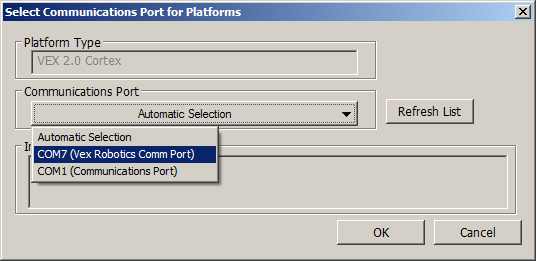 Select Communications Port for Platforms
Platform Type
VEX 2.0 Cortex
Communications Port
Automatic Selection
Refresh List
Automatic Selection
COM7 (Vex Robotics Comm Port)
COM1 (Communications Port)
OK
Cancel